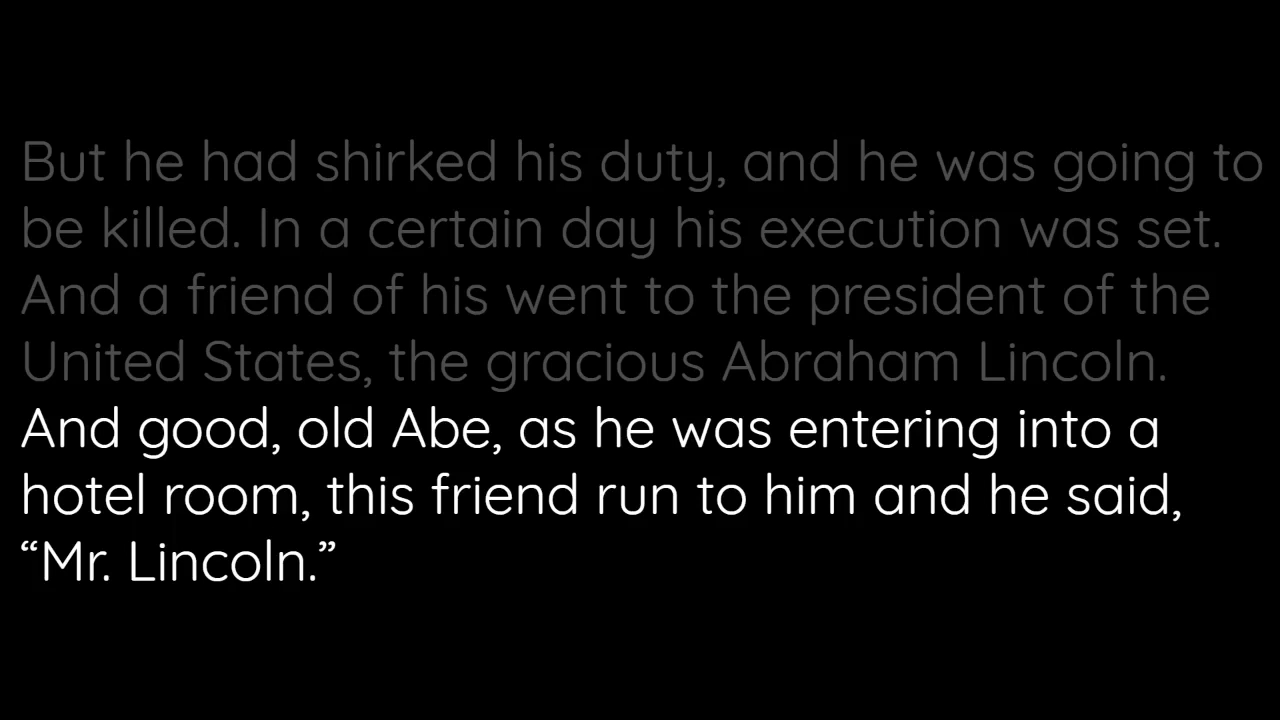 But he had shirked his duty, and he was going to
be killed. In a certain day his execution was set.
And a friend of his went to the president of the
United States, the gracious Abraham Lincoln.
And good, old Abe, as he was entering into a
hotel room, this friend run to him and he said,
“Mr. Lincoln.”